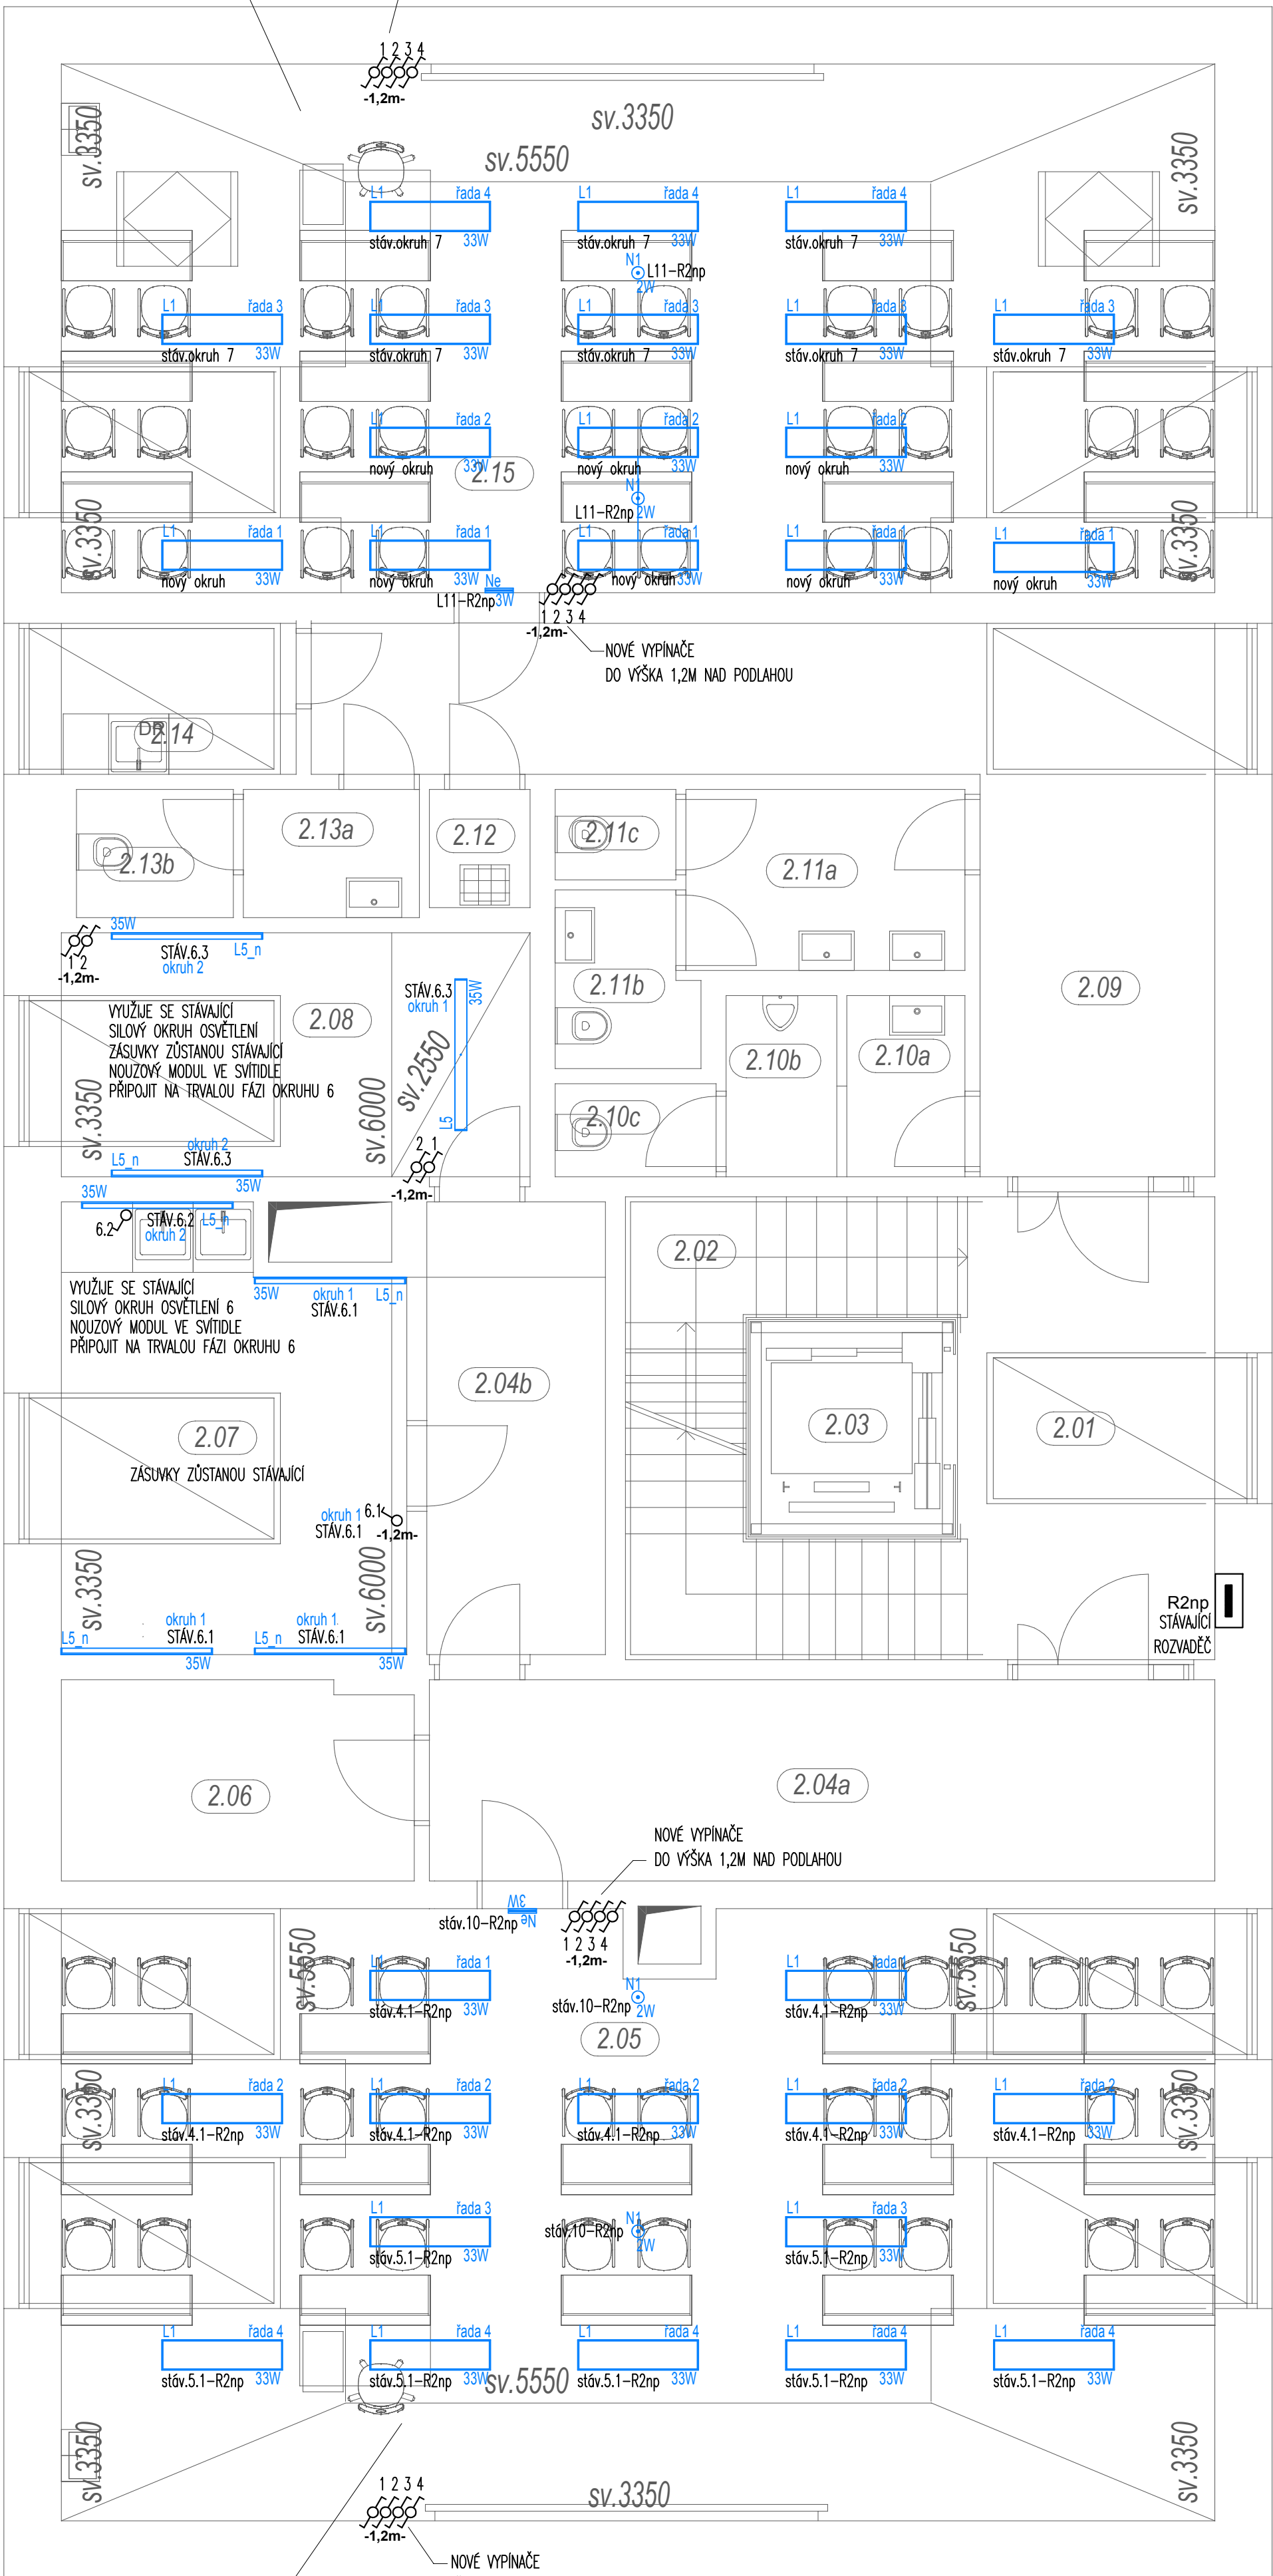 1 2 3 4
-1,2m-
sv.3350
sv.5550
sv.3350
sv.3350
L1 řada 4
stáv.okruh 7 33W
L1 řada 4
stáv.okruh 7 33W
L1 řada 4
stáv.okruh 7 33W
N1
L11-R2np
2W
L1 řada 3
stáv.okruh 7 33W
L1 řada 3
stáv.okruh 7 33W
L1 řada 3
stáv.okruh 7 33W
L1 řada 3
stáv.okruh 7 33W
L1 řada 3
stáv.okruh 7 33W
L1 řada 2
nový okruh 33W
L1 řada 2
nový okruh 33W
L1 řada 2
nový okruh 33W
2.15
N1
L11-R2np 2W
sv.3350
sv.3350
L1 řada 1
nový okruh 33W
L1 řada 1
nový okruh 33W
L1 řada 1
nový okruh 33W
L1 řada 1
nový okruh 33W
L1 řada 1
nový okruh 33W
Ne
L11-R2np 3W
1 2 3 4
-1,2m-
NOVÉ VYPÍNAČE
DO VÝŠKA 1,2M NAD PODLAHOU
DR
2.14
2.13a
2.12
2.11c
2.13b
2.11a
35W
STÁV.6.3 L5_n
okruh 2
1 2
-1,2m-
2.11b
2.09
STÁV.6.3
okruh 1
35W
L5
VYUŽIJE SE STÁVAJÍCÍ
SILOVÝ OKRUH OSVĚTLENÍ
ZÁSUVKY ZŮSTANOU STÁVAJÍCÍ
NOUZOVÝ MODUL VE SVÍTIDLE
PŘIPOJIT NA TRVALOU FÁZI OKRUHU 6
2.08
sv.2550
2.10b
2.10a
2.10c
sv.3350
sv.6000
okruh 2
L5_n STÁV.6.3
35W
2 1
-1,2m-
35W
6.2
STÁV.6.2 L5_n
okruh 2
2.02
VYUŽIJE SE STÁVAJÍCÍ
SILOVÝ OKRUH OSVĚTLENÍ 6
NOUZOVÝ MODUL VE SVÍTIDLE
PŘIPOJIT NA TRVALOU FÁZI OKRUHU 6
35W okruh 1 L5_n
STÁV.6.1
2.04b
2.03
2.01
2.07
ZÁSUVKY ZŮSTANOU STÁVAJÍCÍ
okruh 1 6.1
STÁV.6.1 -1,2m-
sv.3350
sv.6000
okruh 1
L5_n STÁV.6.1
35W
okruh 1
L5_n STÁV.6.1
35W
R2np
STÁVAJÍCÍ
ROZVADĚČ
2.06
2.04a
NOVÉ VYPÍNAČE
DO VÝŠKA 1,2M NAD PODLAHOU
3W
stáv.10-R2np Ne
1 2 3 4
-1,2m-
sv.5550
sv.5550
L1 řada 1
stáv.4.1-R2np 33W
N1
stáv.10-R2np 2W
L1 řada 1
stáv.4.1-R2np 33W
2.05
sv.3350
sv.3350
L1 řada 2
stáv.4.1-R2np 33W
L1 řada 2
stáv.4.1-R2np 33W
L1 řada 2
stáv.4.1-R2np 33W
L1 řada 2
stáv.4.1-R2np 33W
L1 řada 2
stáv.4.1-R2np 33W
L1 řada 3
stáv.5.1-R2np 33W
N1
stáv.10-R2np 2W
L1 řada 3
stáv.5.1-R2np 33W
L1 řada 4
stáv.5.1-R2np 33W
L1 řada 4
stáv.5.1-R2np 33W
L1 řada 4
stáv.5.1-R2np 33W
L1 řada 4
stáv.5.1-R2np 33W
L1 řada 4
stáv.5.1-R2np 33W
sv.5550
sv.3350
sv.3350
sv.3350
1 2 3 4
-1,2m-
NOVÉ VYPÍNAČE